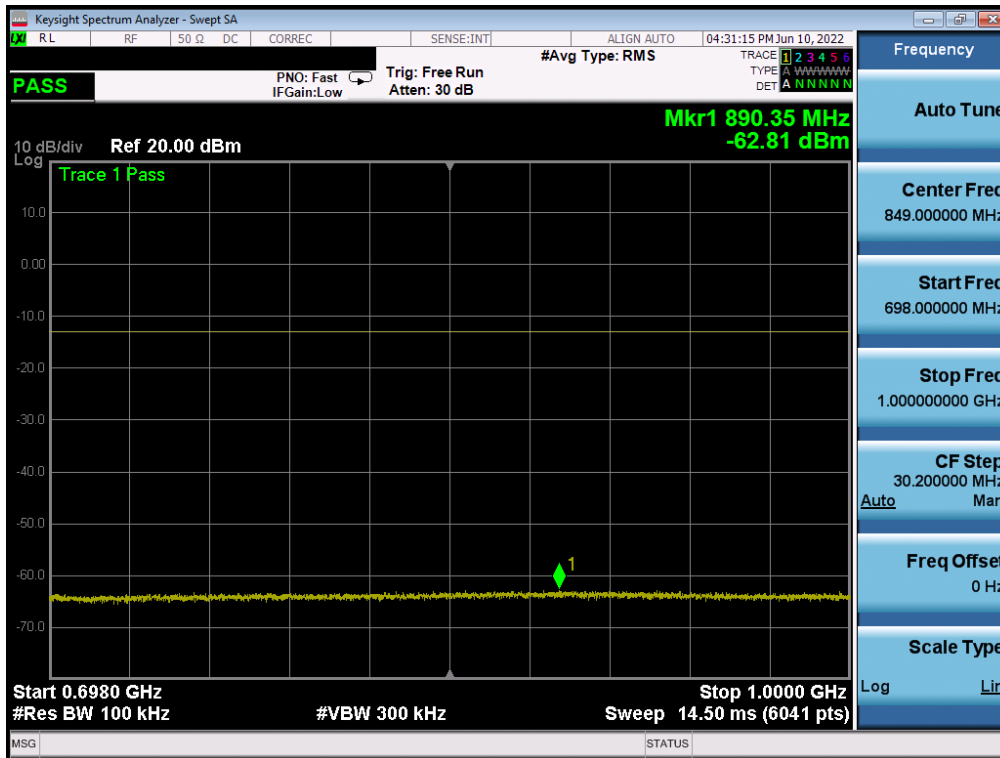 Keysight Spectrum Analyzer - Swept SA
LXI RL RF 50 Ω DC CORREC SENSE:INT ALIGN AUTO 04:31:15 PM Jun 10, 2022
PASS
PNO: Fast
IFGain:Low
Trig: Free Run
Atten: 30 dB
#Avg Type: RMS
TRACE 1 2 3 4 5 6
TYPE A WWWWW
DET A N N N N N
Mkr1 890.35 MHz
-62.81 dBm
10 dB/div
Log
Ref 20.00 dBm
Trace 1 Pass
10.0
0.00
-10.0
-20.0
-30.0
-40.0
-50.0
-60.0
-70.0
1
Start 0.6980 GHz
Stop 1.0000 GHz
#Res BW 100 kHz
#VBW 300 kHz
Sweep 14.50 ms (6041 pts)
MSG
STATUS
Frequency
Auto Tune
Center Freq
849.000000 MHz
Start Freq
698.000000 MHz
Stop Freq
1.000000000 GHz
CF Step
30.200000 MHz
Auto Man
Freq Offset
0 Hz
Scale Type
Log Lin